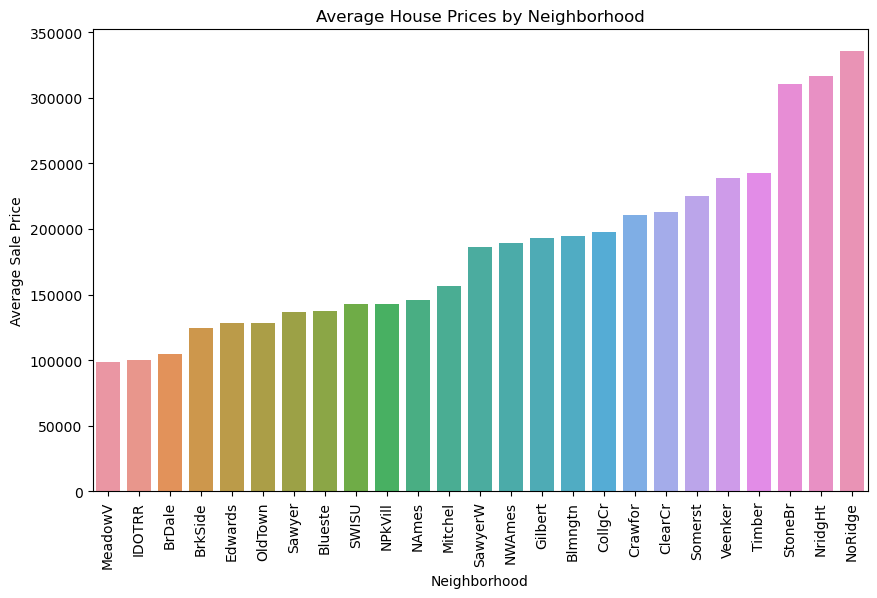 Average House Prices by Neighborhood
350000
300000
250000
200000
150000
100000
50000
0
Average Sale Price
MeadowV
IDOTRR
BrDale
BrkSide
Edwards
OldTown
Sawyer
Blueste
SWISU
NPkVill
NAmes
Mitchel
SawyerW
NWAmes
Gilbert
Blmngtn
CollgCr
Crawfor
ClearCr
Somerst
Veenker
Timber
StoneBr
NridgHt
NoRidge
Neighborhood